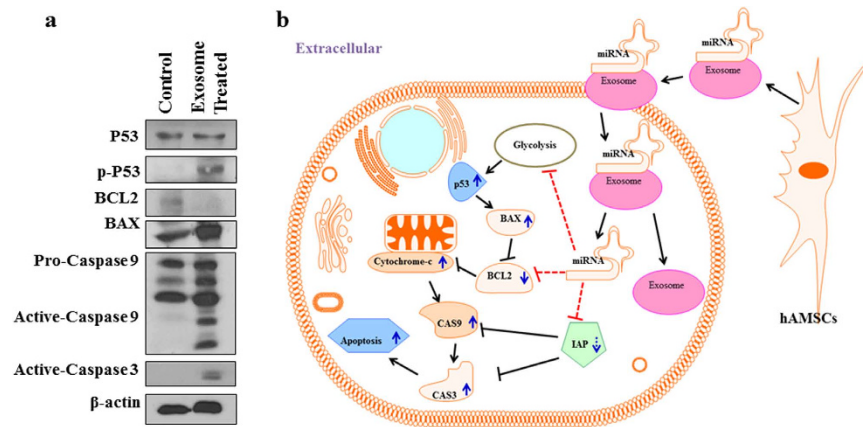 a
Control
Exosome
Treated
P53
p-P53
BCL2
BAX
Pro-Caspase9
Active-Caspase9
Active-Caspase3
β-actin
b
Extracellular
miRNA
Exosome
miRNA
Exosome
Glycolysis
miRNA
Exosome
p53
BAX
Cytochrome-c
BCL2
miRNA
Exosome
hAMSCs
CAS9
Apoptosis
IAP
CAS3